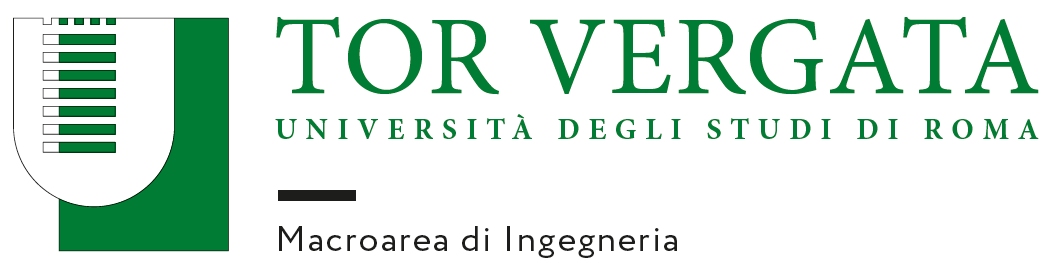 TOR VERGATA
UNIVERSITÀ DEGLI STUDI DI ROMA
Macroarea di Ingegneria